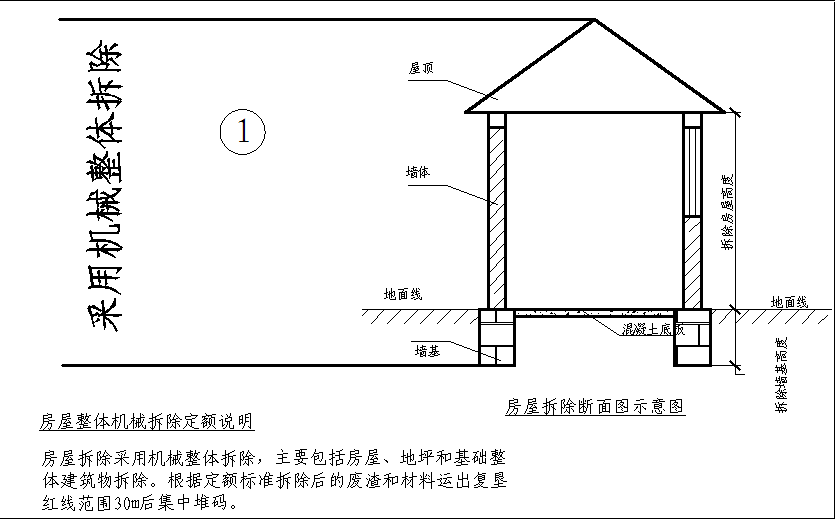 采用机械整体拆除
①
屋顶
墙体
拆除房屋高度
地面线
地面线
混凝土底板
墙基
拆除墙基高度
房屋拆除断面图示意图
房屋整体机械拆除定额说明
房屋拆除采用机械整体拆除，主要包括房屋、地坪和基础整
体建筑物拆除。根据定额标准拆除后的废渣和材料运出复垦
红线范围30m后集中堆码。